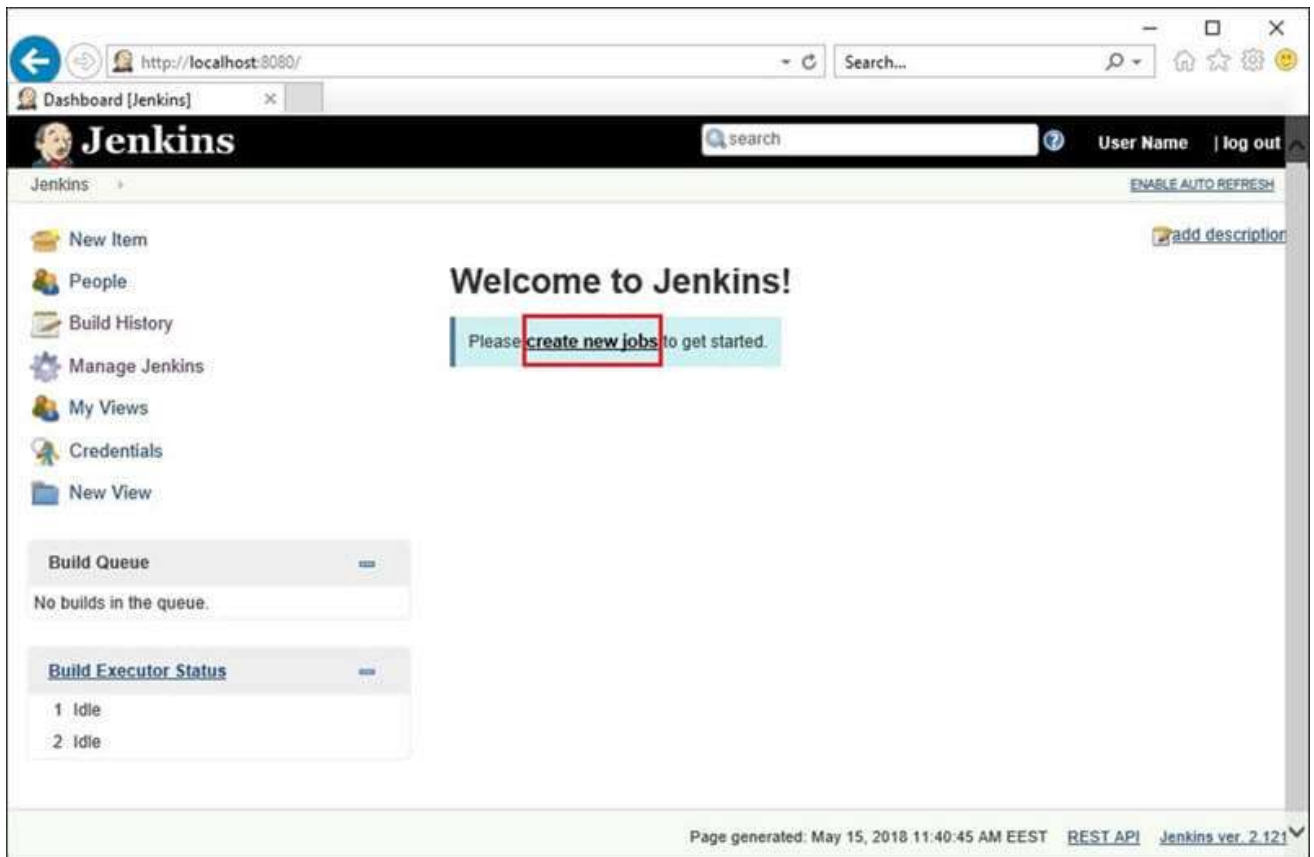 http://localhost:8080/
Search...
Dashboard [Jenkins]
Jenkins
search
User Name | log out
Jenkins
ENABLE AUTO REFRESH
New Item
add description
People
Welcome to Jenkins!
Build History
Please create new jobs to get started.
Manage Jenkins
My Views
Credentials
New View
Build Queue
No builds in the queue.
Build Executor Status
1 Idle
2 Idle
Page generated: May 15, 2018 11:40:45 AM EEST REST API Jenkins ver. 2.121